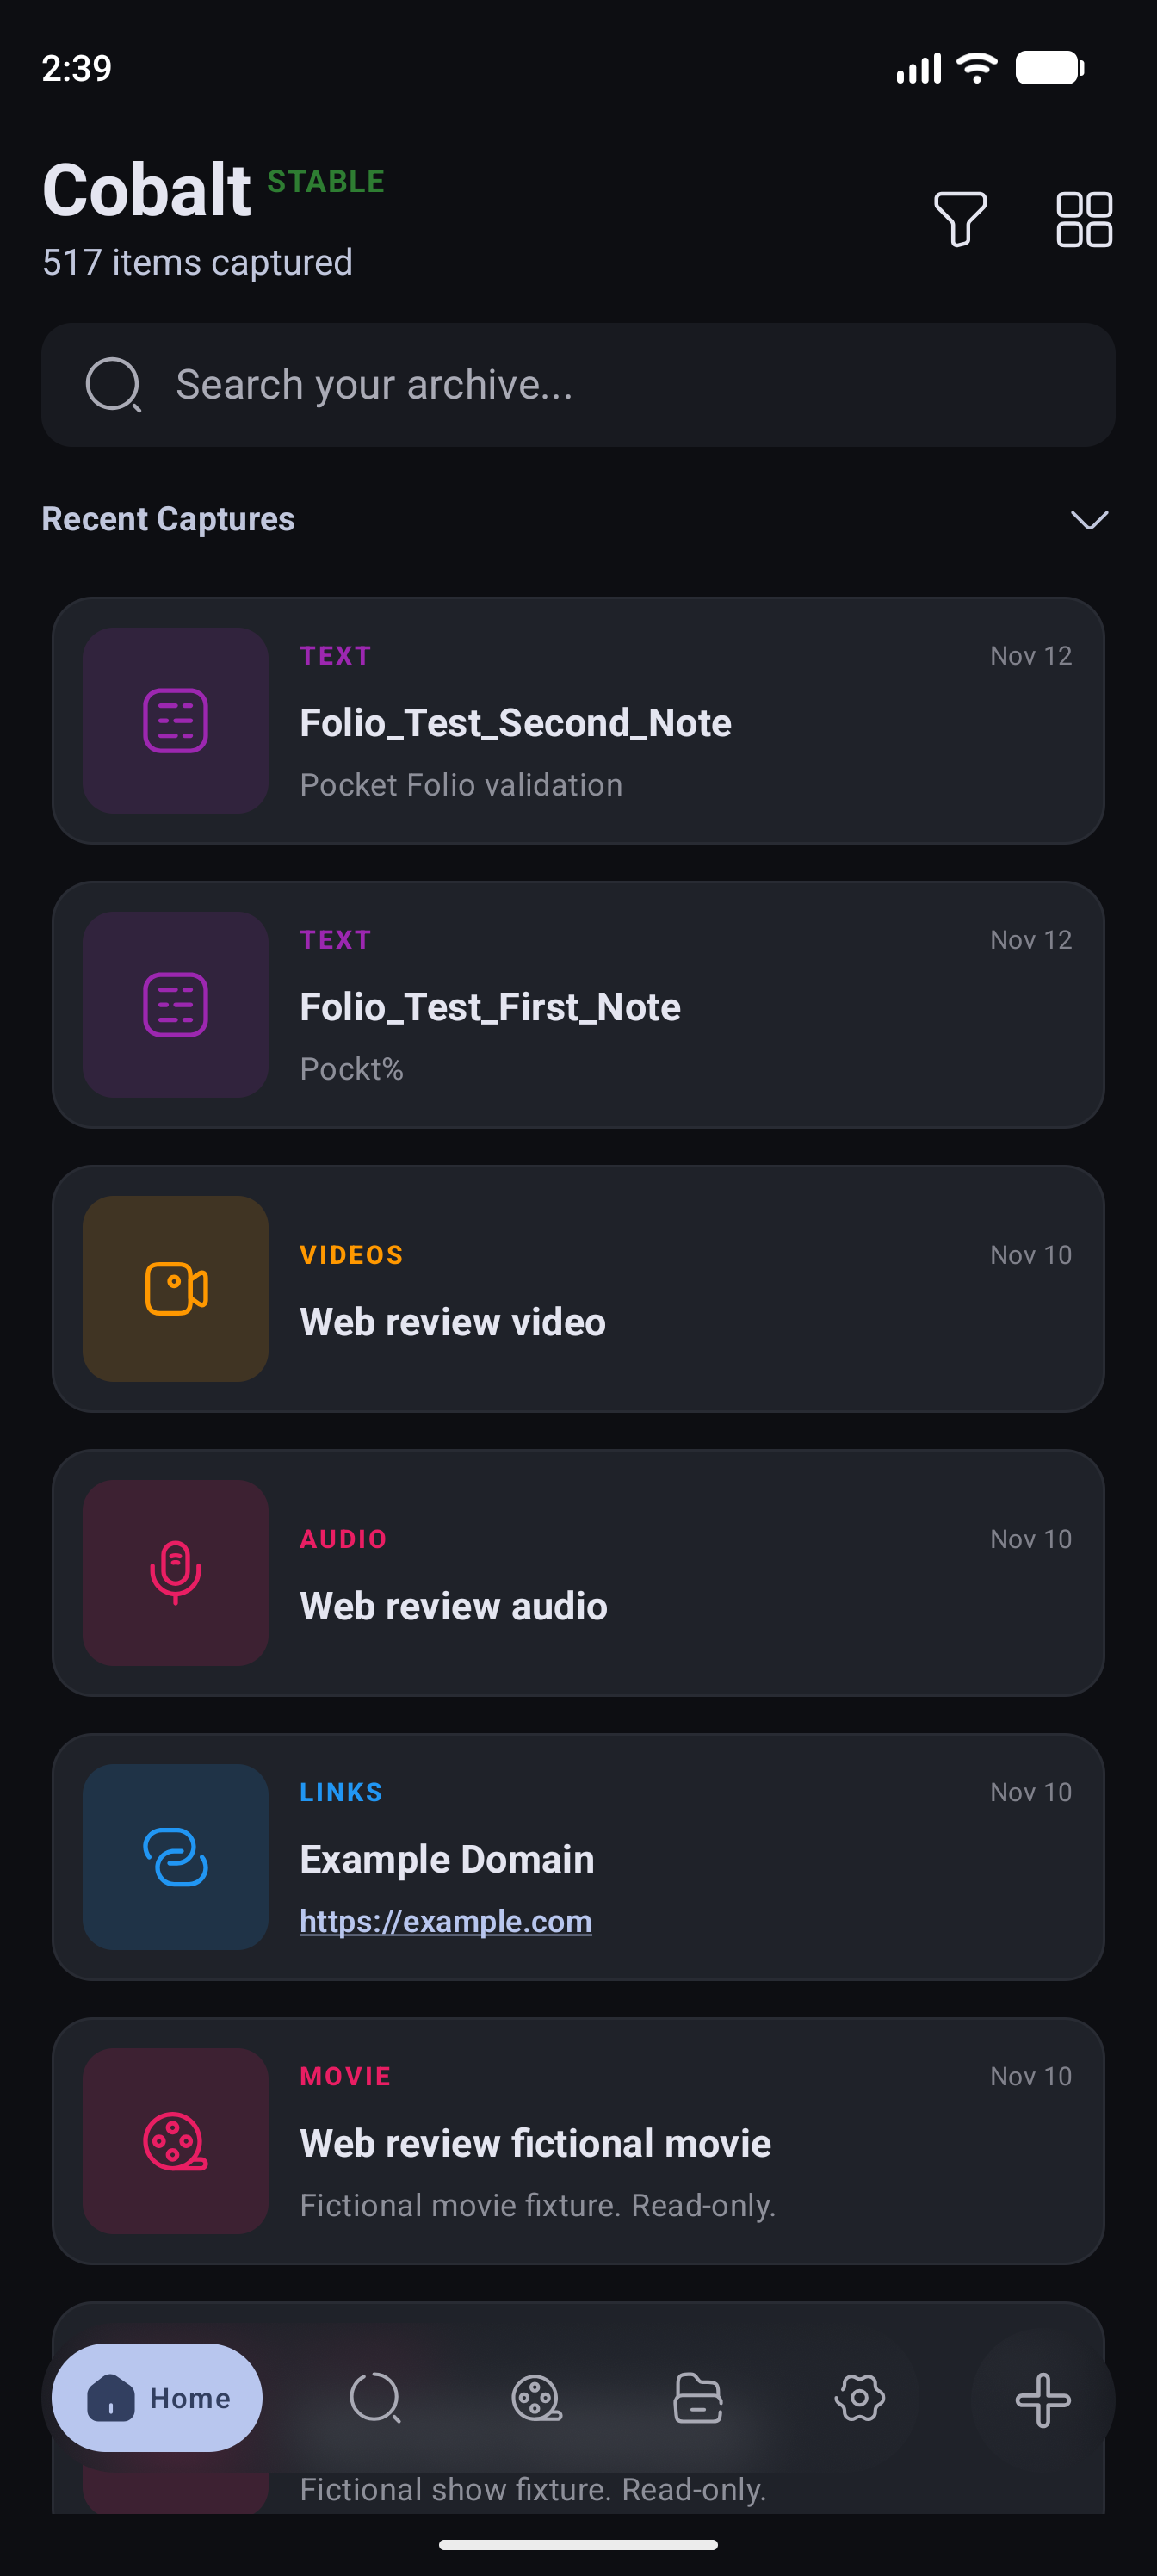 2:39
Cobalt STABLE
517 items captured
Search your archive...
Recent Captures
TEXT Nov 12
Folio_Test_Second_Note
Pocket Folio validation
TEXT Nov 12
Folio_Test_First_Note
Pockt%
VIDEOS Nov 10
Web review video
AUDIO Nov 10
Web review audio
LINKS Nov 10
Example Domain
https://example.com
MOVIE Nov 10
Web review fictional movie
Fictional movie fixture. Read-only.
Home
Fictional show fixture. Read-only.